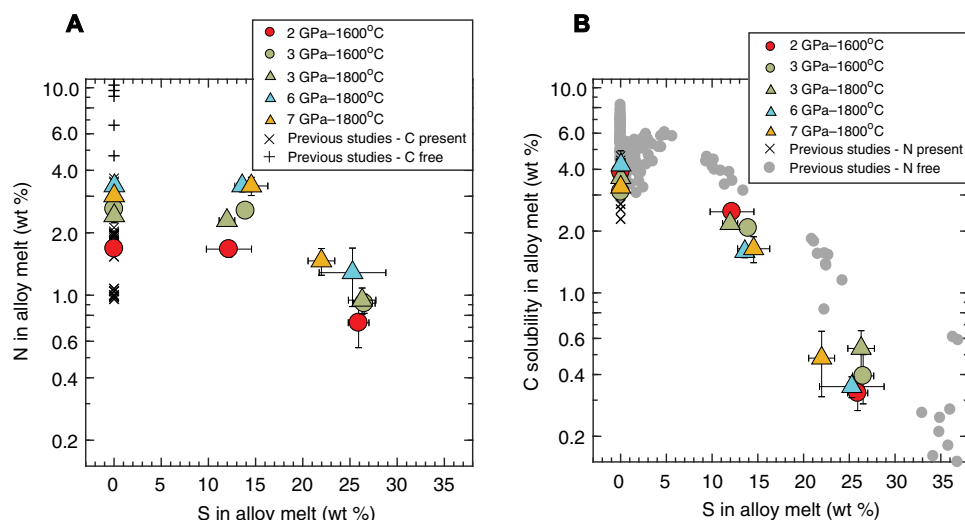 A
2 GPa–1600°C
3 GPa–1600°C
3 GPa–1800°C
6 GPa–1800°C
7 GPa–1800°C
Previous studies - C present
Previous studies - C free
10.0
6.0
4.0
2.0
1.0
0.6
0.4
0.2
N in alloy melt (wt %)
0 5 10 15 20 25 30 35
S in alloy melt (wt %)
B
2 GPa–1600°C
3 GPa–1600°C
3 GPa–1800°C
6 GPa–1800°C
7 GPa–1800°C
Previous studies - N present
Previous studies - N free
10.0
6.0
4.0
2.0
1.0
0.6
0.4
0.2
C solubility in alloy melt (wt %)
0 5 10 15 20 25 30 35
S in alloy melt (wt %)